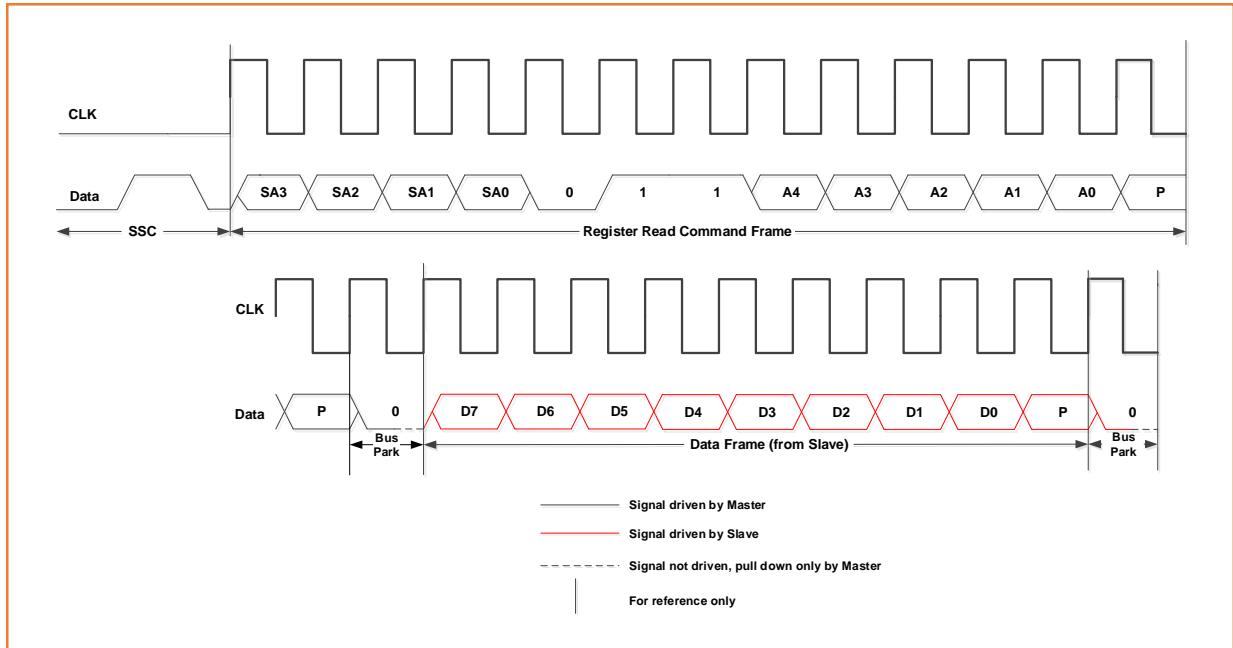 CLK
Data SA3 SA2 SA1 SA0 0 1 1 A4 A3 A2 A1 A0 P
SSC Register Read Command Frame
CLK
Data P 0 D7 D6 D5 D4 D3 D2 D1 D0 P 0
Bus Park Data Frame (from Slave) Bus Park
Signal driven by Master
Signal driven by Slave
Signal not driven, pull down only by Master
For reference only